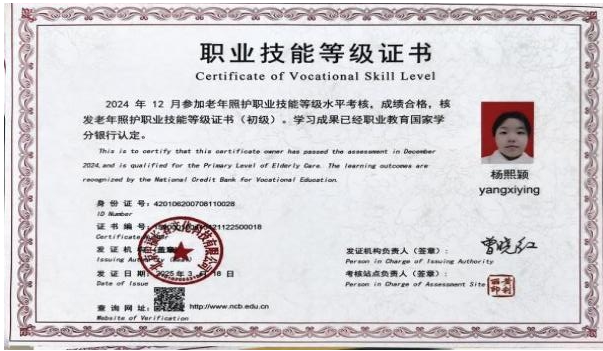 职业技能等级证书
Certificate of Vocational Skill Level
2024 年 12 月参加老年照护职业技能等级水平考核，成绩合格，核
发老年照护职业技能等级证书（初级）。学习成果已经职业教育国家学
分银行认定。
This is to certify that this certificate owner has passed the assessment in December
2024,and is qualified for the Primary Level of Elderly Care. The learning outcomes are
recognized by the National Credit Bank for Vocational Education.
杨熙颖
yangxiying
身 份 证 号：420106200708110028
ID Number
证 书 编 号：
发 证 机 构（盖章）
Issuing
发 证 日 期：2025年3月18日
Date of Issue
查 询 网 址：http://www.ncb.edu.cn
Website of Verification
发证机构负责人（签章）：
Person in Charge of Issuing Authority
考核站点负责人（签章）：
Person in Charge of Assessment Site